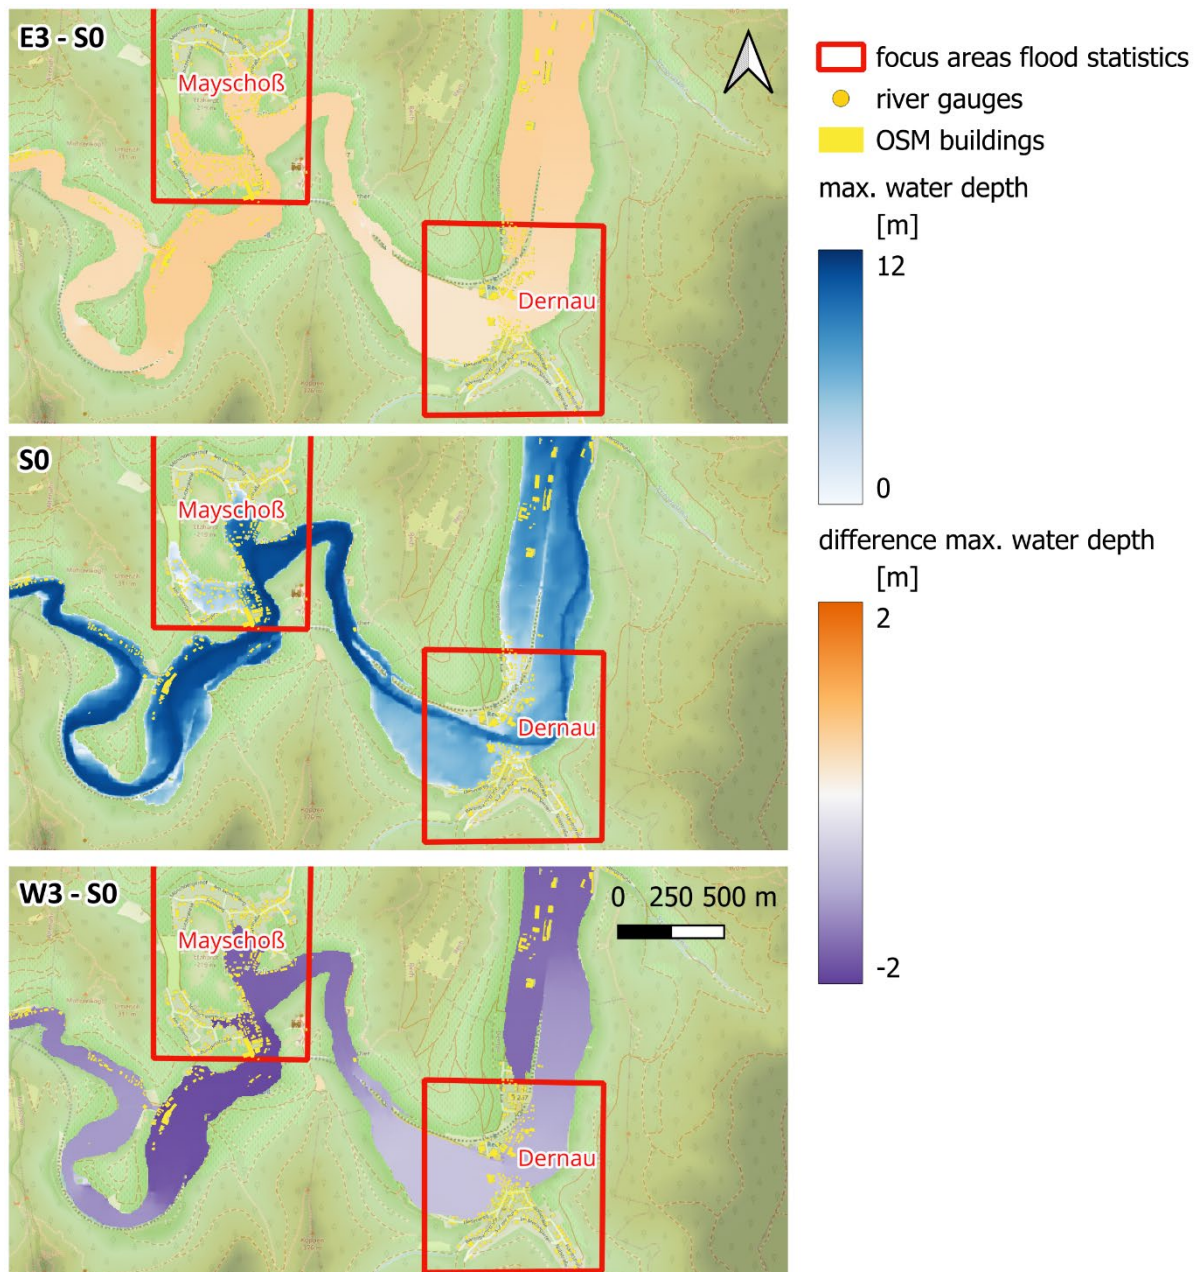 E3 - S0
Mayschoß
Dernau
S0
Mayschoß
Dernau
W3 - S0
0 250 500 m
Mayschoß
Dernau
focus areas flood statistics
river gauges
OSM buildings
max. water depth
[m]
12
0
difference max. water depth
[m]
2
-2